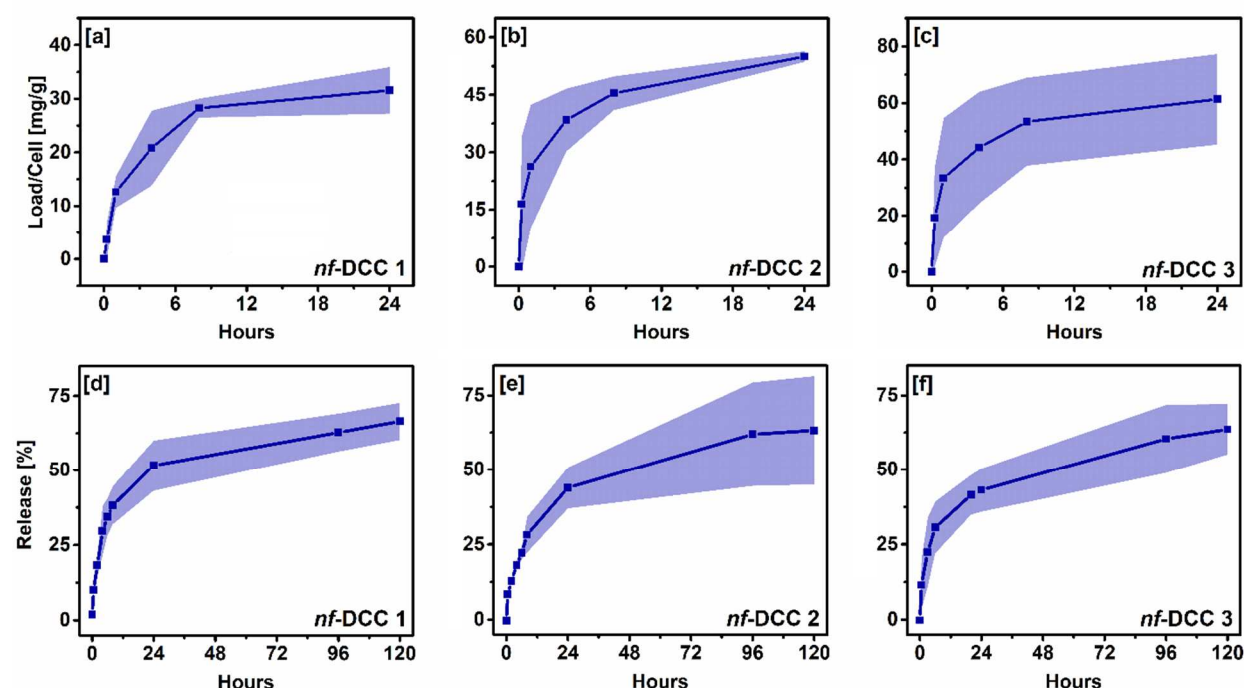 [a]
40
30
20
10
0
Load/Cell [mg/g]
nf-DCC 1
0 6 12 18 24
Hours
[b]
60
45
30
15
0
nf-DCC 2
0 6 12 18 24
Hours
[c]
80
60
40
20
0
nf-DCC 3
0 6 12 18 24
Hours
[d]
75
50
25
0
Release [%]
nf-DCC 1
0 24 48 72 96 120
Hours
[e]
75
50
25
0
nf-DCC 2
0 24 48 72 96 120
Hours
[f]
75
50
25
0
nf-DCC 3
0 24 48 72 96 120
Hours